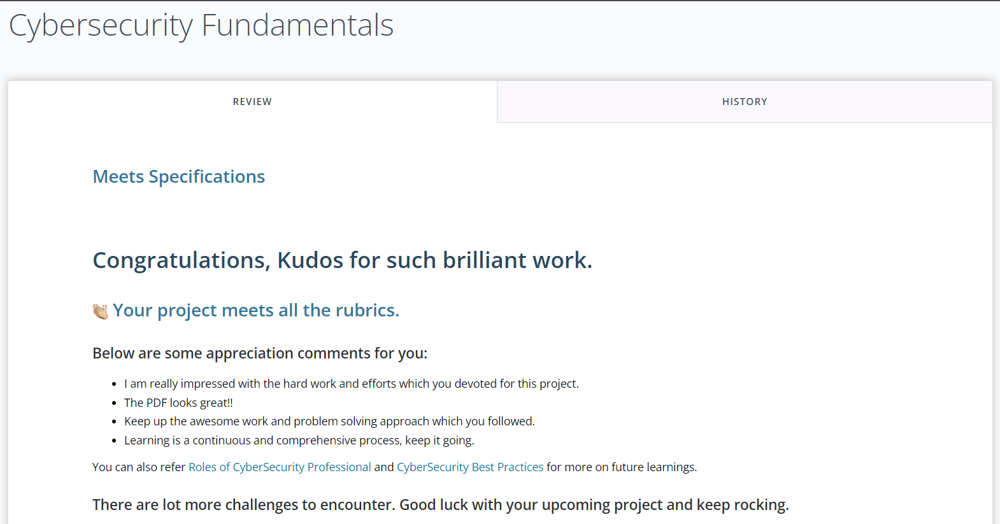 Cybersecurity Fundamentals
REVIEW
HISTORY
Meets Specifications
Congratulations, Kudos for such brilliant work.
👏🏼 Your project meets all the rubrics.
Below are some appreciation comments for you:
• I am really impressed with the hard work and efforts which you devoted for this project.
• The PDF looks great!!
• Keep up the awesome work and problem solving approach which you followed.
• Learning is a continuous and comprehensive process, keep it going.
You can also refer Roles of CyberSecurity Professional and CyberSecurity Best Practices for more on future learnings.
There are lot more challenges to encounter. Good luck with your upcoming project and keep rocking.